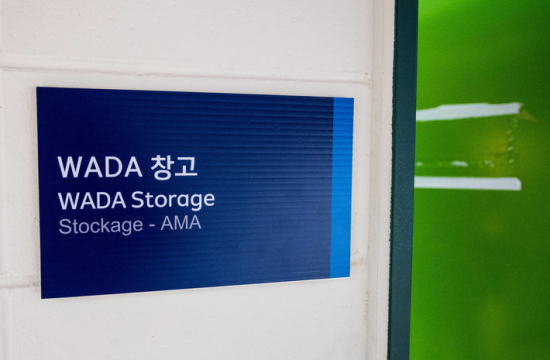 WADA 창고
WADA Storage
Stockage - AMA